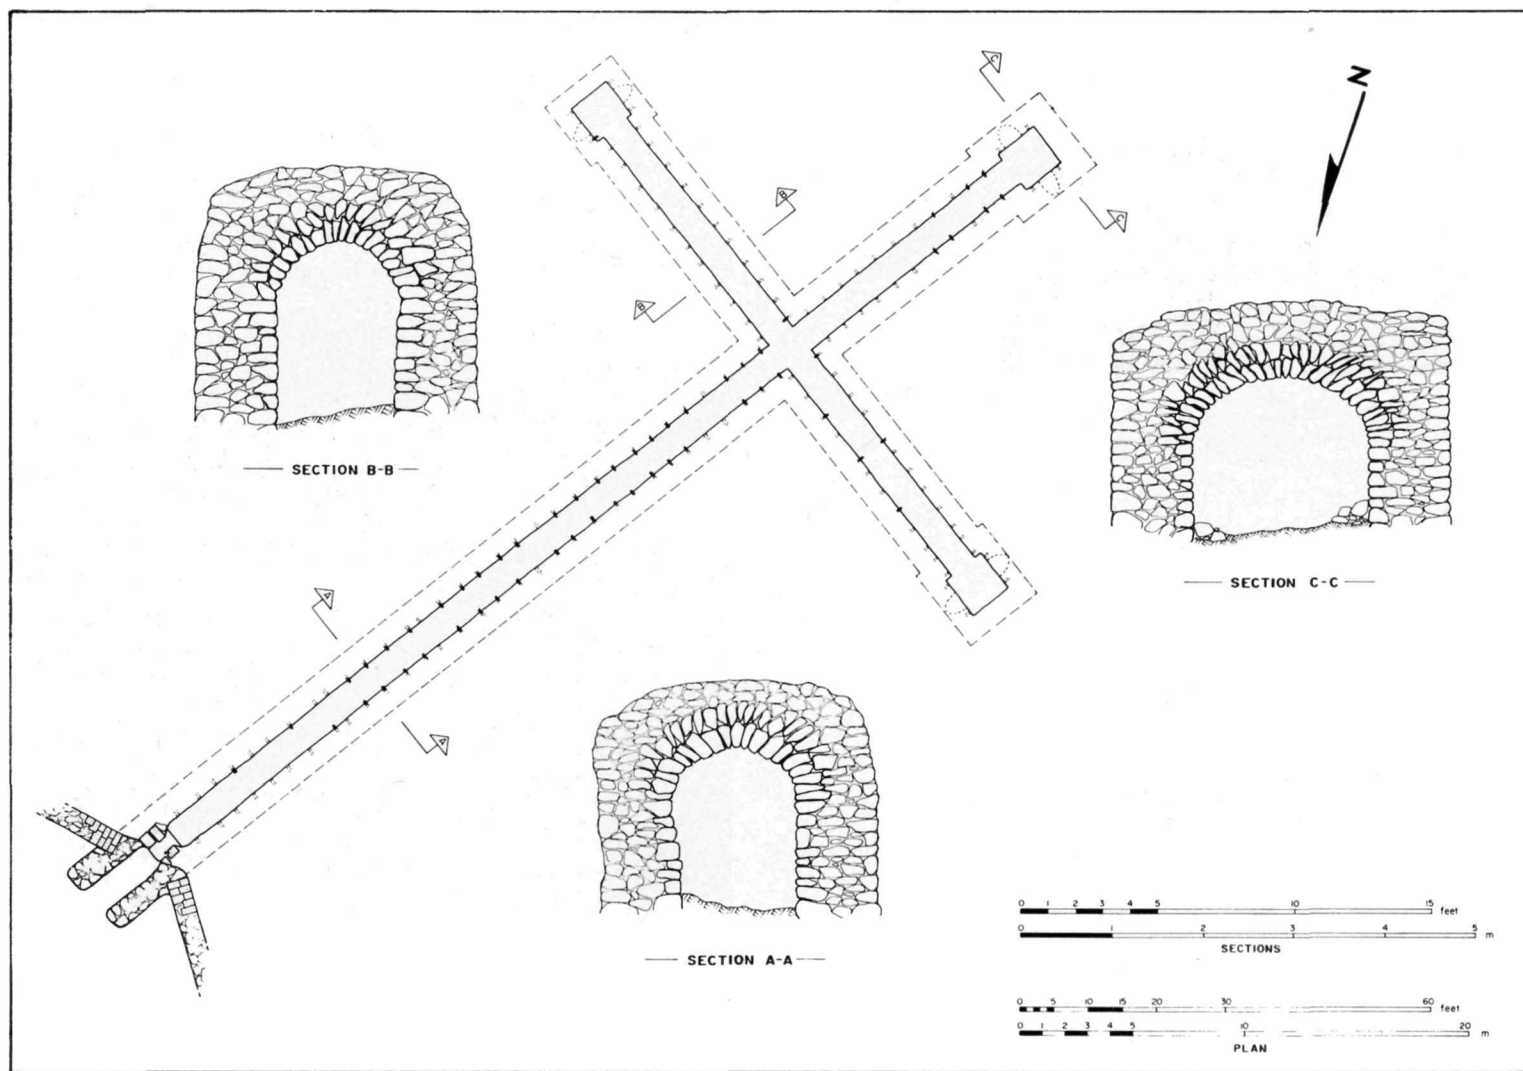 C
N
B
C
B
SECTION B-B
A
SECTION C-C
A
0 1 2 3 4 5 10 15 feet
0 1 2 3 4 5 m
SECTIONS
SECTION A-A
0 5 10 15 20 30 60 feet
0 1 2 3 4 5 10 20 m
PLAN